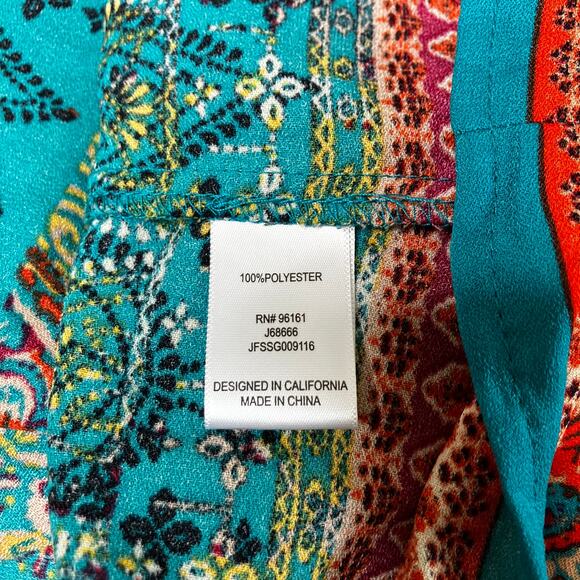 100%POLYESTER
RN# 96161
J68666
JFSSG009116
DESIGNED IN CALIFORNIA
MADE IN CHINA